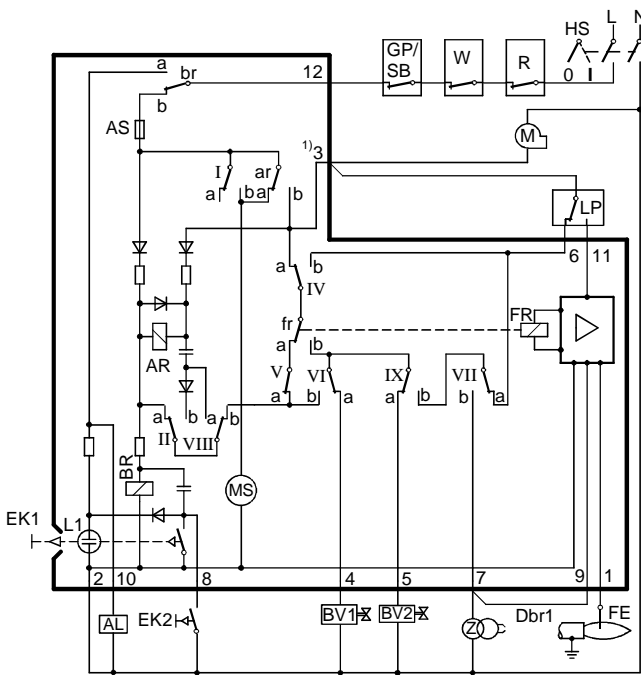 HS L N
GP/
SB W R
0 I
a br 12
b
AS
M
1) 3
I ar
a b a b
LP
6 11
a b
IV
fr FR
a b
AR
V VI IX VII
a b a b a b a a b b a
II VIII
BR MS
EK1 L1
2 10 8 4 5 7 9 1
AL EK2 BV1 BV2 Z Dbr1 FE